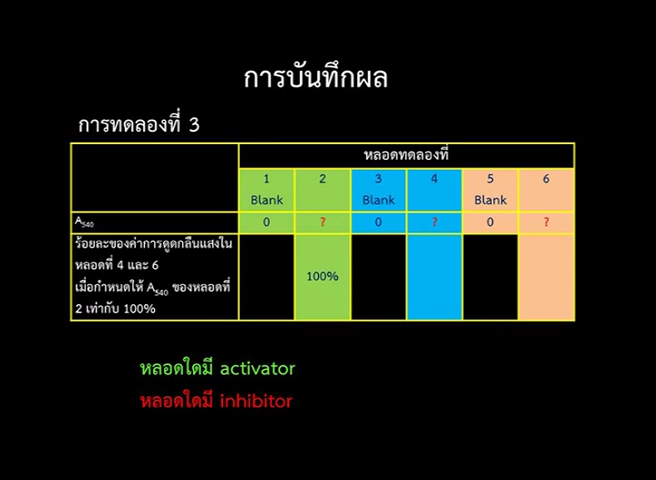 การบันทึกผล
การทดลองที่ 3
หลอดทดลองที่
1 2 3 4 5 6
Blank Blank Blank
A₅₄₀ 0 ? 0 ? 0 ?
ร้อยละของค่าการดูดกลืนแสงใน
หลอดที่ 4 และ 6
เมื่อกำหนดให้ A₅₄₀ ของหลอดที่
2 เท่ากับ 100%
100%
หลอดใดมี activator
หลอดใดมี inhibitor